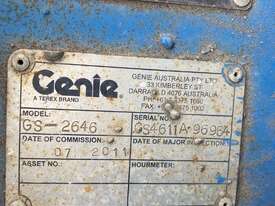 Genie
A TEREX BRAND
GENIE AUSTRALIA PTY LTD
33 KIMBERLEY ST
DARRA QLD 4076 AUSTRALIA
MODEL:
GS-2646
SERIAL NO:
GS4611A-96964
DATE OF COMMISSION:
07 2011
DATE OF MAJOR INSPECTION:
ASSET NO:
HOURMETER: